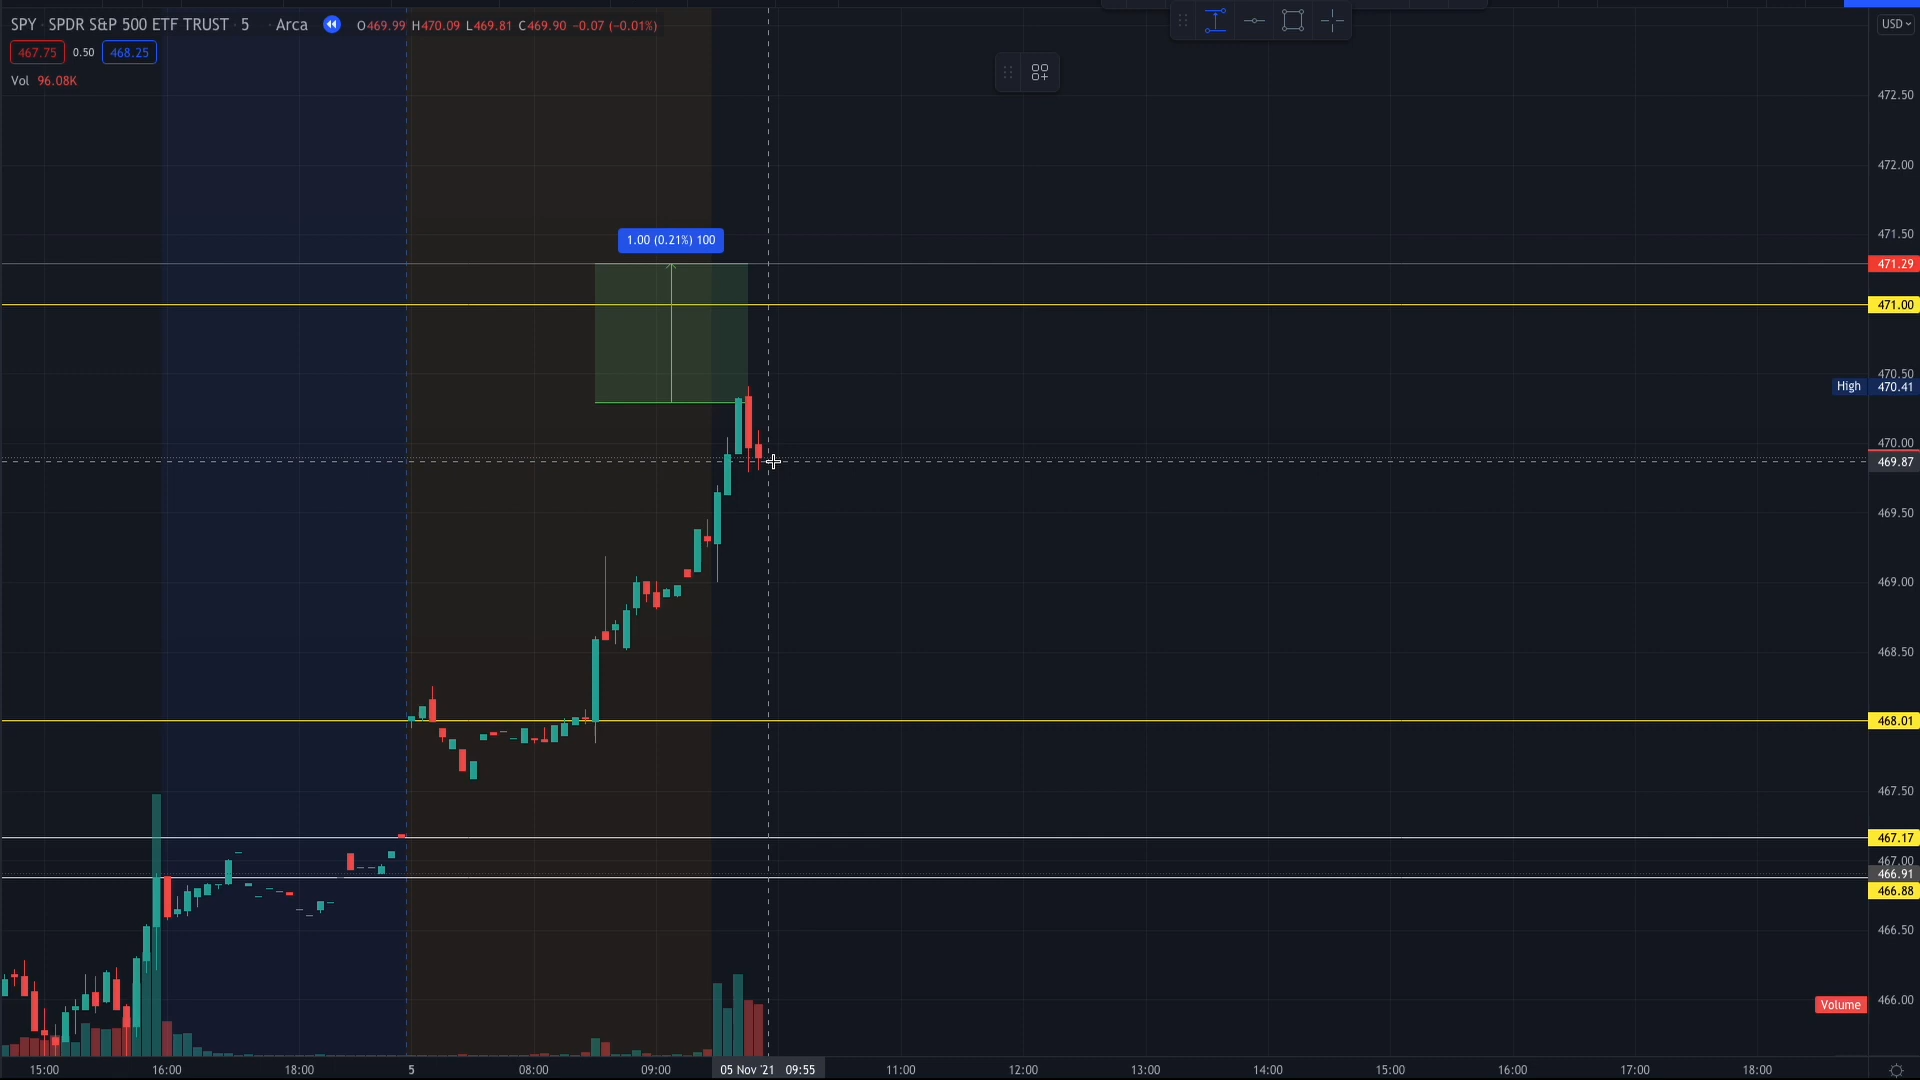 SPY · SPDR S&P 500 ETF TRUST · 5 · Arca O469.99 H470.09 L469.81 C469.90 −0.07 (−0.01%)
USD
467.75 0.50 468.25
Vol 96.08K
472.50
472.00
1.00 (0.21%) 100
471.50
471.29
471.00
470.50
High 470.41
470.00
469.87
469.50
469.00
468.50
468.01
467.50
467.17
467.00
466.91
466.88
466.50
466.00
Volume
15:00 16:00 18:00 5 08:00 09:00 05 Nov '21 09:55 11:00 12:00 13:00 14:00 15:00 16:00 17:00 18:00